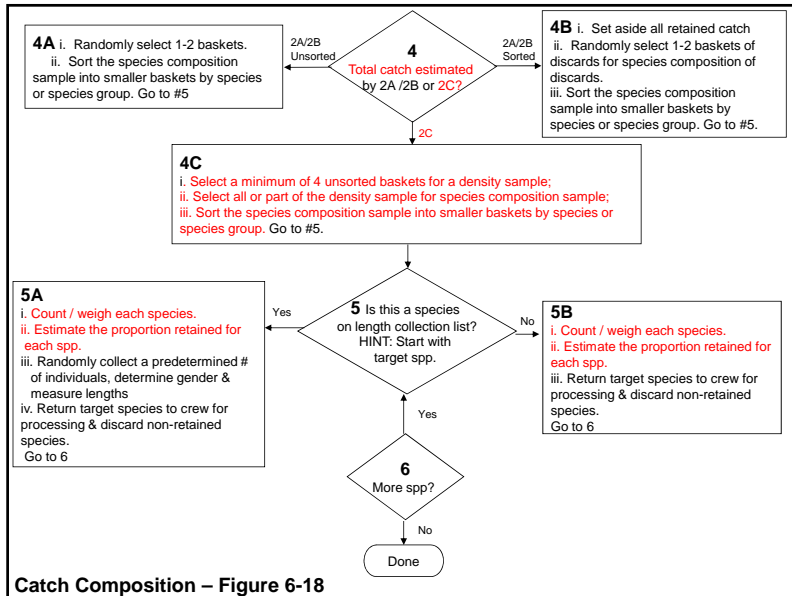 4A i. Randomly select 1-2 baskets.
ii. Sort the species composition
sample into smaller baskets by species
or species group. Go to #5
2A/2B
Unsorted
4
Total catch estimated
by 2A /2B or 2C?
2A/2B
Sorted
4B i. Set aside all retained catch
ii. Randomly select 1-2 baskets of
discards for species composition of
discards.
iii. Sort the species composition
sample into smaller baskets by
species or species group. Go to #5.
2C
4C
i. Select a minimum of 4 unsorted baskets for a density sample;
ii. Select all or part of the density sample for species composition sample;
iii. Sort the species composition sample into smaller baskets by species or
species group. Go to #5.
5A
i. Count / weigh each species.
ii. Estimate the proportion retained for
each spp.
iii. Randomly collect a predetermined #
of individuals, determine gender &
measure lengths
iv. Return target species to crew for
processing & discard non-retained
species.
Go to 6
Yes
5 Is this a species
on length collection list?
HINT: Start with
target spp.
No
5B
i. Count / weigh each species.
ii. Estimate the proportion retained for
each spp.
iii. Return target species to crew for
processing & discard non-retained
species.
Go to 6
Yes
6
More spp?
No
Done
Catch Composition – Figure 6-18